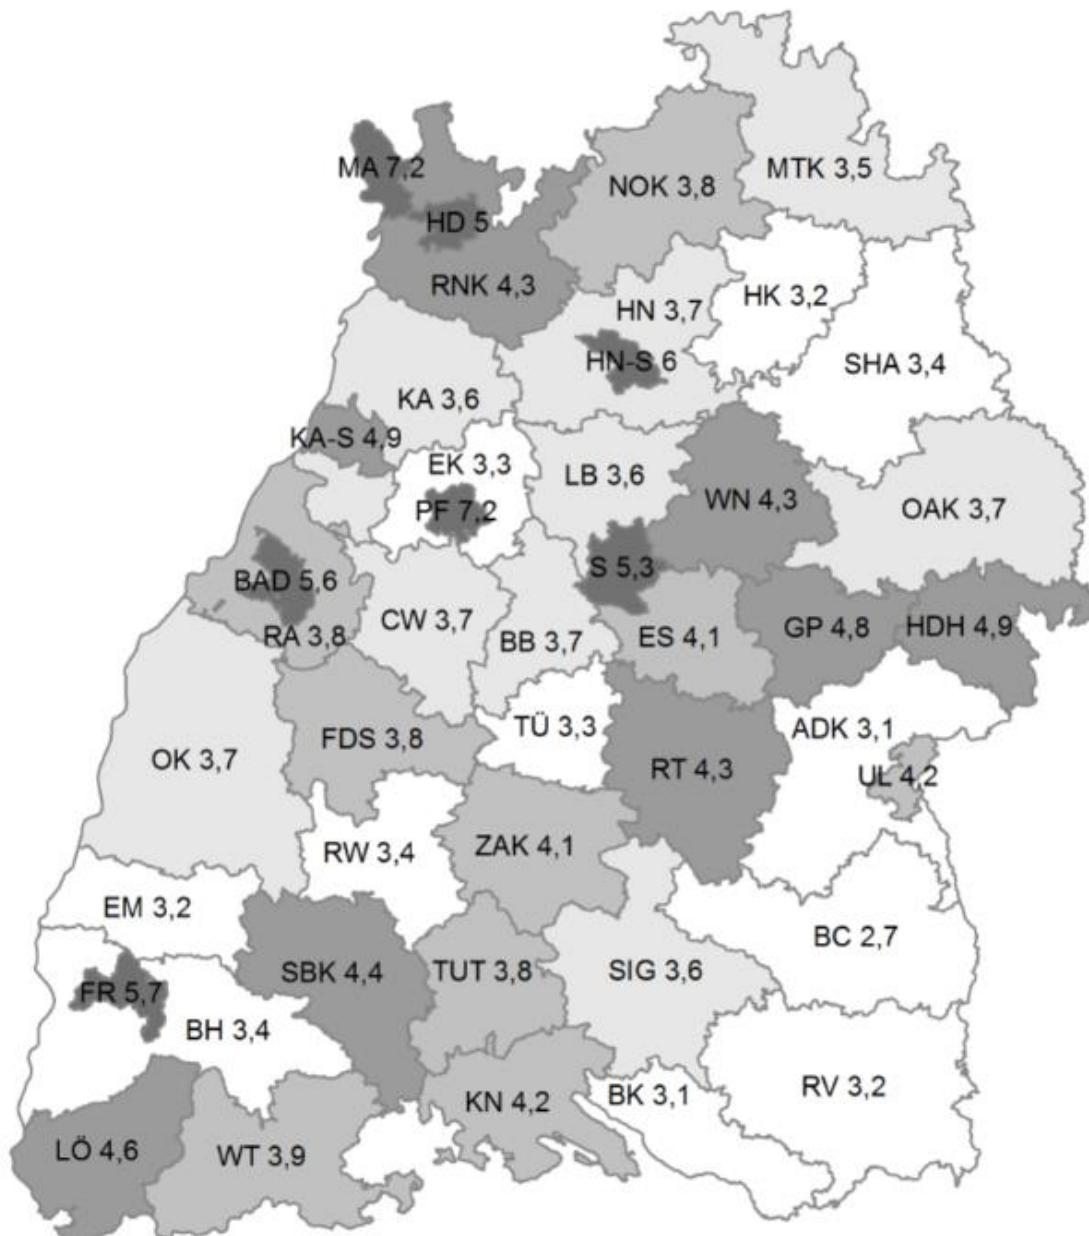 MA 7,2
NOK 3,8
MTK 3,5
HD 5
RNK 4,3
HN 3,7
HK 3,2
HN-S 6
SHA 3,4
KA 3,6
KA-S 4,9
EK 3,3
LB 3,6
WN 4,3
OAK 3,7
PF 7,2
S 5,3
BAD 5,6
CW 3,7
RA 3,8
BB 3,7
ES 4,1
GP 4,8
HDH 4,9
TÜ 3,3
ADK 3,1
FDS 3,8
OK 3,7
RT 4,3
UL 4,2
RW 3,4
ZAK 4,1
EM 3,2
BC 2,7
SBK 4,4
TUT 3,8
SIG 3,6
FR 5,7
BH 3,4
KN 4,2
BK 3,1
RV 3,2
LÖ 4,6
WT 3,9